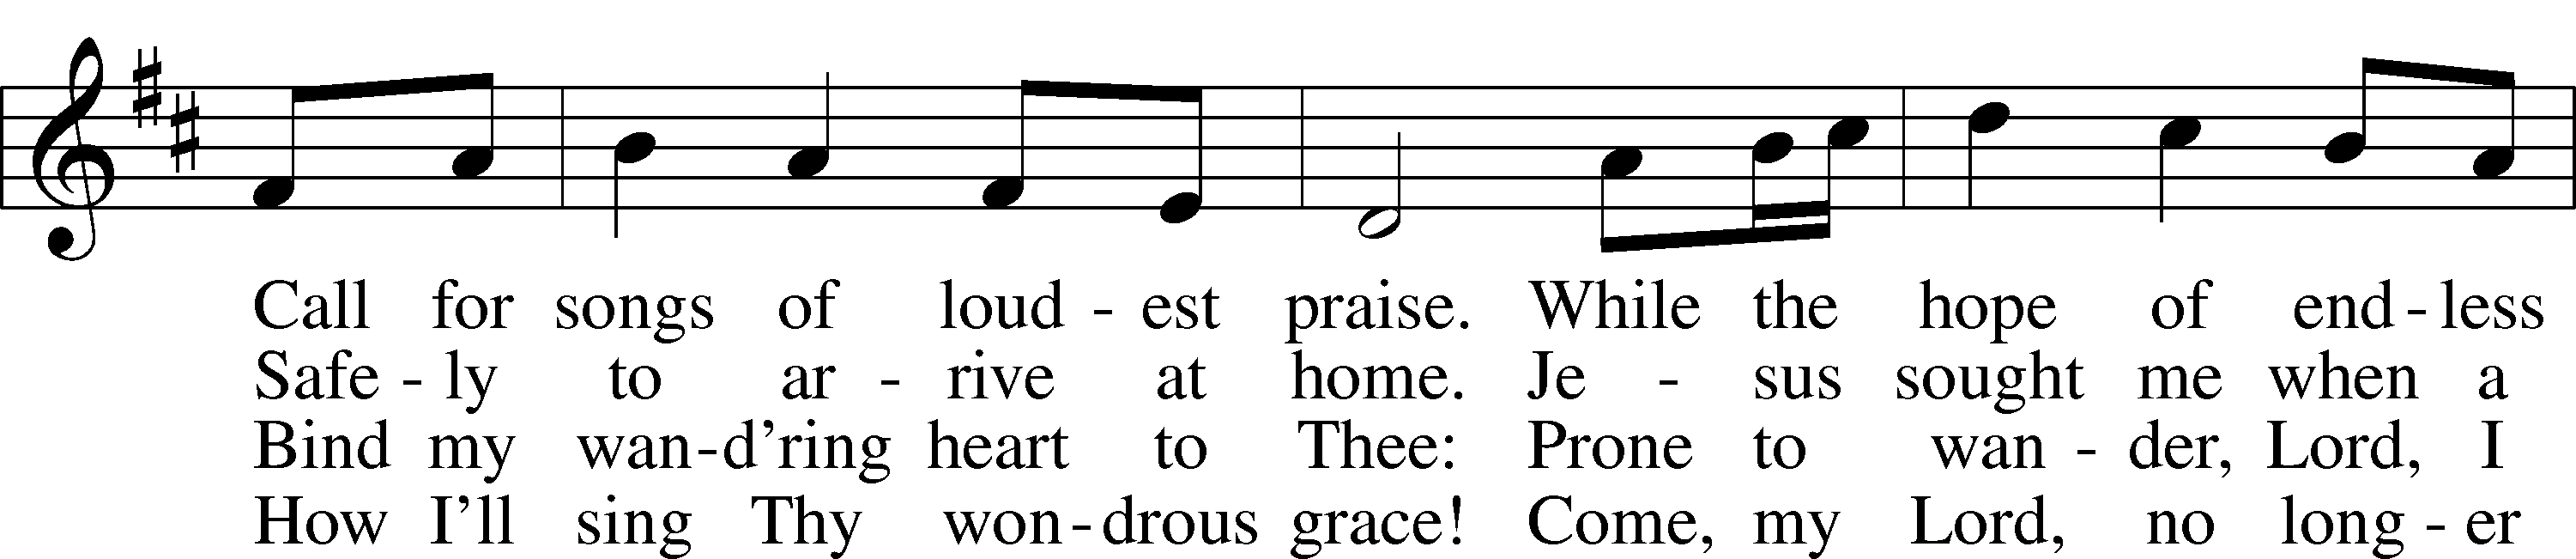 Call for songs of loud - est praise. While the hope of end - less
Safe - ly to ar - rive at home. Je - sus sought me when a
Bind my wan - d'ring heart to Thee: Prone to wan - der, Lord, I
How I'll sing Thy won - drous grace! Come, my Lord, no long - er